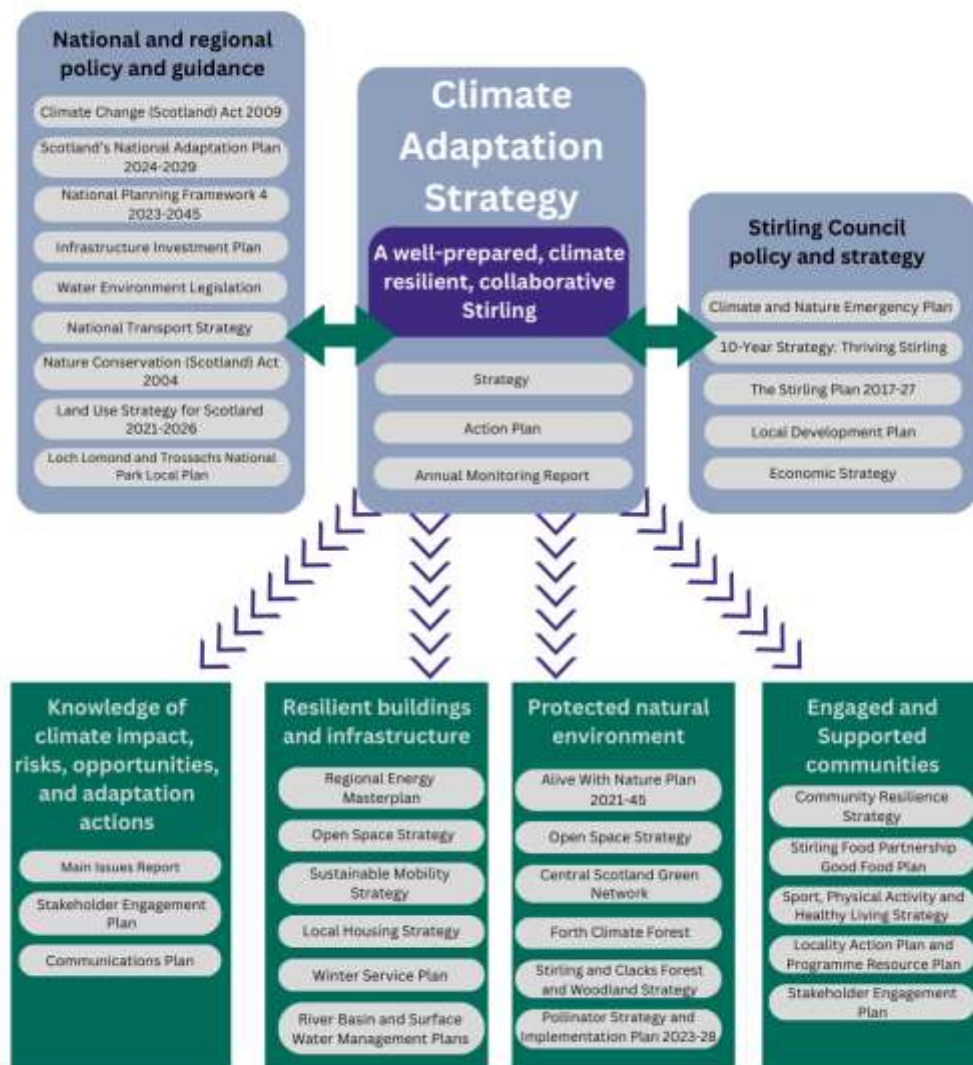 National and regional
policy and guidance
Climate Change (Scotland) Act 2009
Scotland's National Adaptation Plan
2024-2029
National Planning Framework 4
2023-2045
Infrastructure Investment Plan
Water Environment Legislation
National Transport Strategy
Nature Conservation (Scotland) Act
2004
Land Use Strategy for Scotland
2021-2026
Loch Lomond and Trossachs National
Park Local Plan
Climate
Adaptation
Strategy
A well-prepared, climate
resilient, collaborative
Stirling
Strategy
Action Plan
Annual Monitoring Report
Stirling Council
policy and strategy
Climate and Nature Emergency Plan
10-Year Strategy: Thriving Stirling
The Stirling Plan 2017-27
Local Development Plan
Economic Strategy
Knowledge of
climate impact,
risks, opportunities,
and adaptation
actions
Main Issues Report
Stakeholder Engagement
Plan
Communications Plan
Resilient buildings
and infrastructure
Regional Energy
Masterplan
Open Space Strategy
Sustainable Mobility
Strategy
Local Housing Strategy
Winter Service Plan
River Basin and Surface
Water Management Plans
Protected natural
environment
Alive With Nature Plan
2021-45
Open Space Strategy
Central Scotland Green
Network
Forth Climate Forest
Stirling and Clacks Forest
and Woodland Strategy
Pollinator Strategy and
Implementation Plan 2023-28
Engaged and
Supported
communities
Community Resilience
Strategy
Stirling Food Partnership
Good Food Plan
Sport, Physical Activity and
Healthy Living Strategy
Locality Action Plan and
Programme Resource Plan
Stakeholder Engagement
Plan